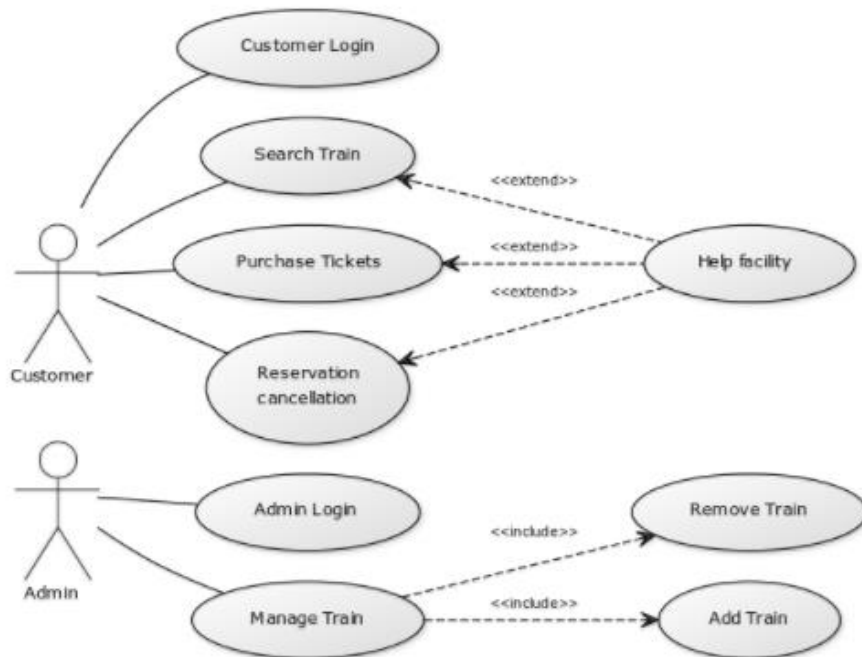 Customer Login
Search Train
<<extend>>
Purchase Tickets
<<extend>>
Help facility
<<extend>>
Reservation
cancellation
Customer
Admin Login
Remove Train
<<include>>
Admin
Manage Train
<<include>>
Add Train